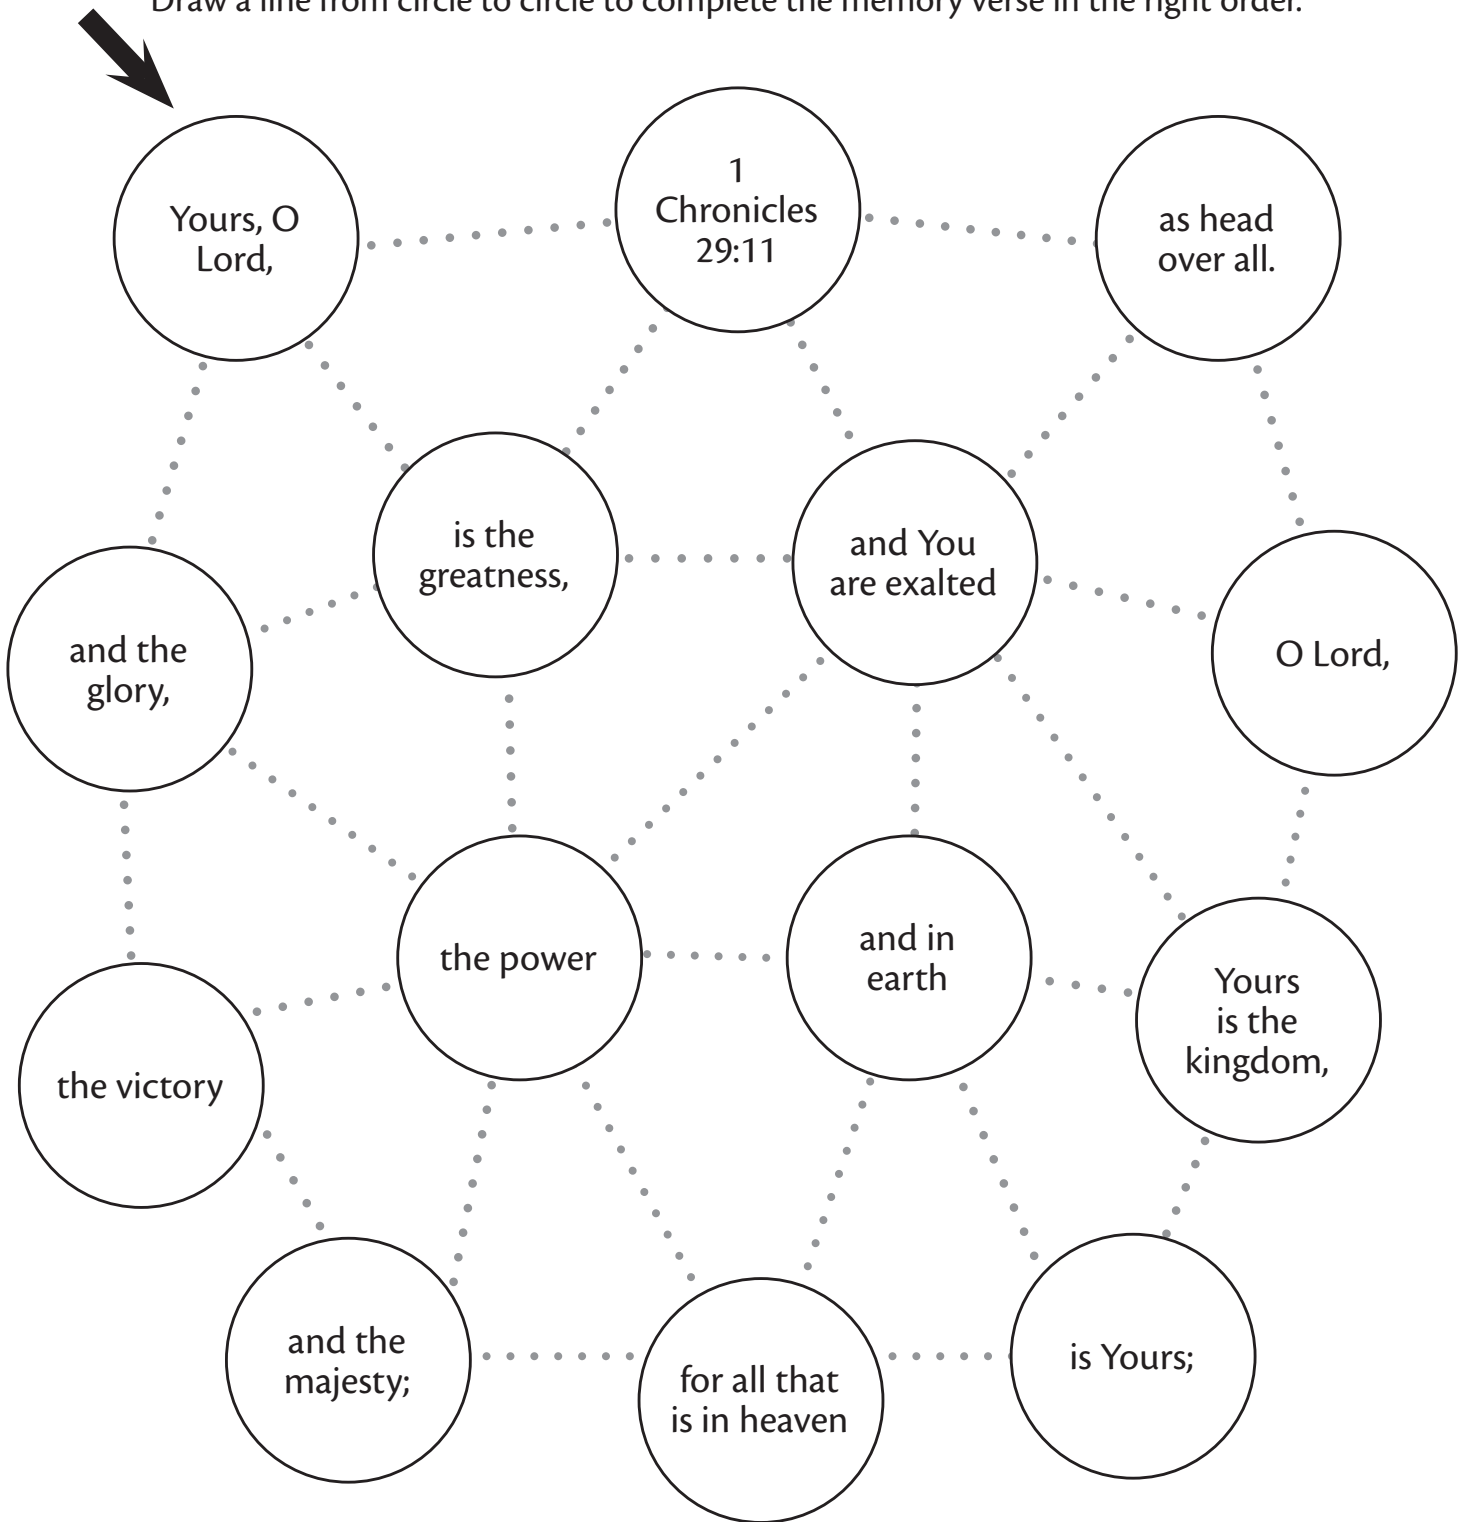 Draw a line from circle to circle to complete the memory verse in the right order.
Yours, O
Lord,
1
Chronicles
29:11
as head
over all.
is the
greatness,
and You
are exalted
and the
glory,
O Lord,
the power
and in
earth
Yours
is the
kingdom,
the victory
and the
majesty;
for all that
is in heaven
is Yours;